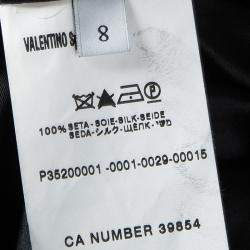 VALENTINO
8
100% SETA-SOIE-SILK-SEIDE
SEDA-シルク-ЩЕЛК-משי
P35200001 -0001-0029-00015
CA NUMBER 39854